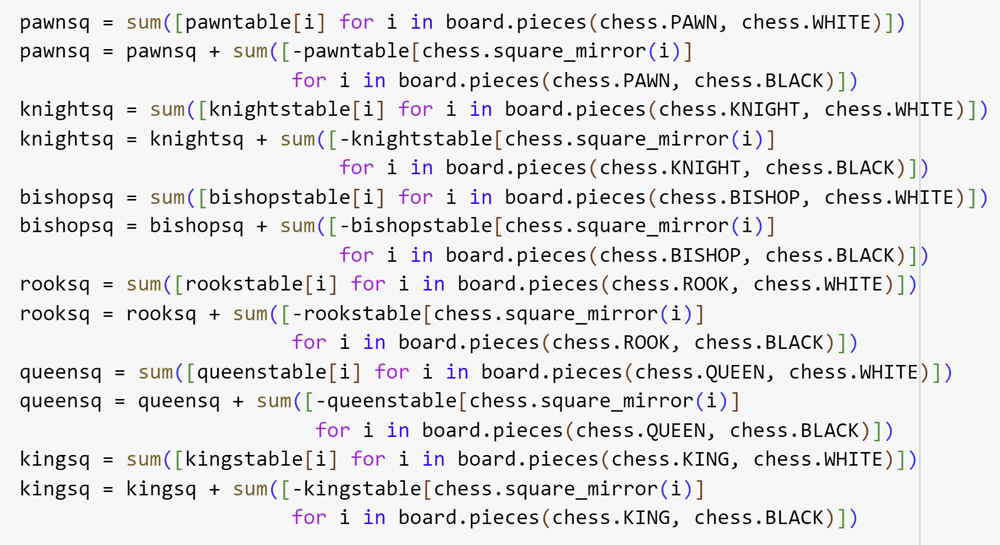 pawnsq = sum([pawntable[i] for i in board.pieces(chess.PAWN, chess.WHITE)])
pawnsq = pawnsq + sum([-pawntable[chess.square_mirror(i)]
                       for i in board.pieces(chess.PAWN, chess.BLACK)])
knightsq = sum([knightstable[i] for i in board.pieces(chess.KNIGHT, chess.WHITE)])
knightsq = knightsq + sum([-knightstable[chess.square_mirror(i)]
                           for i in board.pieces(chess.KNIGHT, chess.BLACK)])
bishopsq = sum([bishopstable[i] for i in board.pieces(chess.BISHOP, chess.WHITE)])
bishopsq = bishopsq + sum([-bishopstable[chess.square_mirror(i)]
                           for i in board.pieces(chess.BISHOP, chess.BLACK)])
rooksq = sum([rookstable[i] for i in board.pieces(chess.ROOK, chess.WHITE)])
rooksq = rooksq + sum([-rookstable[chess.square_mirror(i)]
                       for i in board.pieces(chess.ROOK, chess.BLACK)])
queensq = sum([queenstable[i] for i in board.pieces(chess.QUEEN, chess.WHITE)])
queensq = queensq + sum([-queenstable[chess.square_mirror(i)]
                         for i in board.pieces(chess.QUEEN, chess.BLACK)])
kingsq = sum([kingstable[i] for i in board.pieces(chess.KING, chess.WHITE)])
kingsq = kingsq + sum([-kingstable[chess.square_mirror(i)]
                       for i in board.pieces(chess.KING, chess.BLACK)])